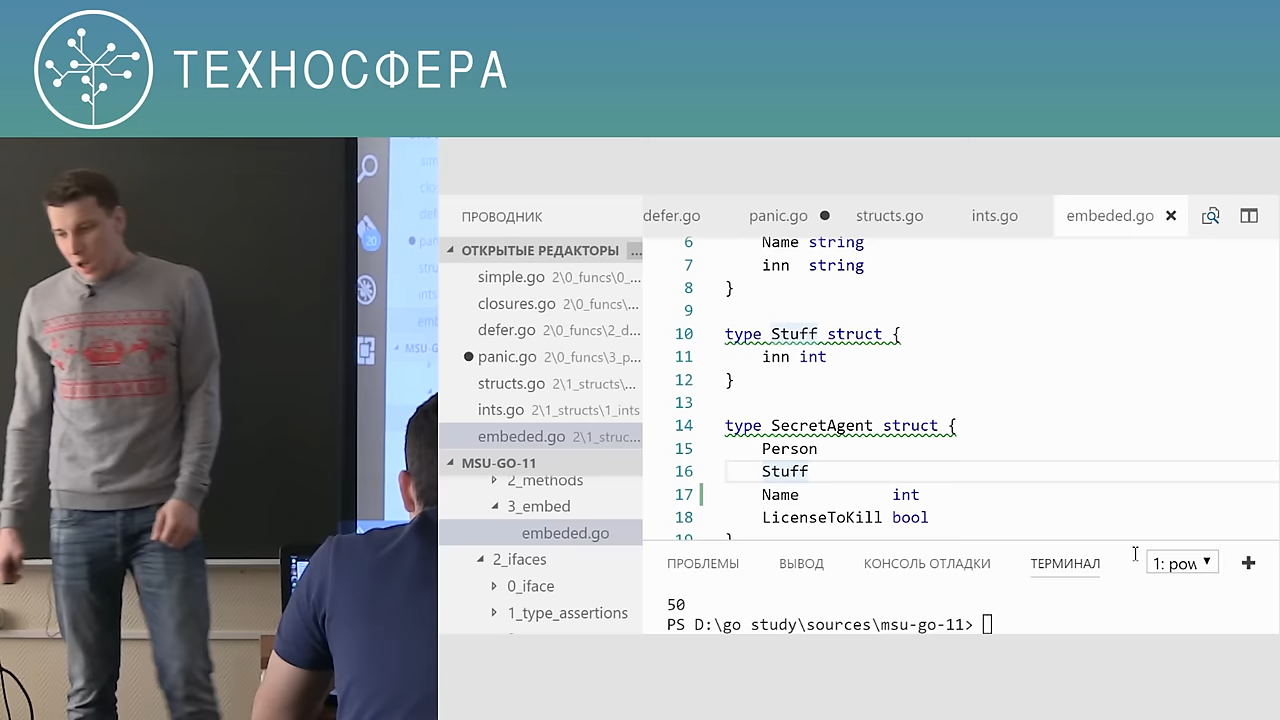 ТЕХНОСФЕРА
20
ПРОВОДНИК
ОТКРЫТЫЕ РЕДАКТОРЫ ...
simple.go 2\0_funcs\0_...
closures.go 2\0_funcs\...
defer.go 2\0_funcs\2_d...
panic.go 2\0_funcs\3_p...
structs.go 2\1_structs\...
ints.go 2\1_structs\1_ints
embeded.go 2\1_struc...
MSU-GO-11
2_methods
3_embed
embeded.go
2_ifaces
0_iface
1_type_assertions
defer.go panic.go structs.go ints.go embeded.go
6 Name string
7 inn string
8 }
9
10 type Stuff struct {
11 inn int
12 }
13
14 type SecretAgent struct {
15 Person
16 Stuff
17 Name int
18 LicenseToKill bool
19 }
ПРОБЛЕМЫ ВЫВОД КОНСОЛЬ ОТЛАДКИ ТЕРМИНАЛ 1: pow
50
PS D:\go study\sources\msu-go-11>